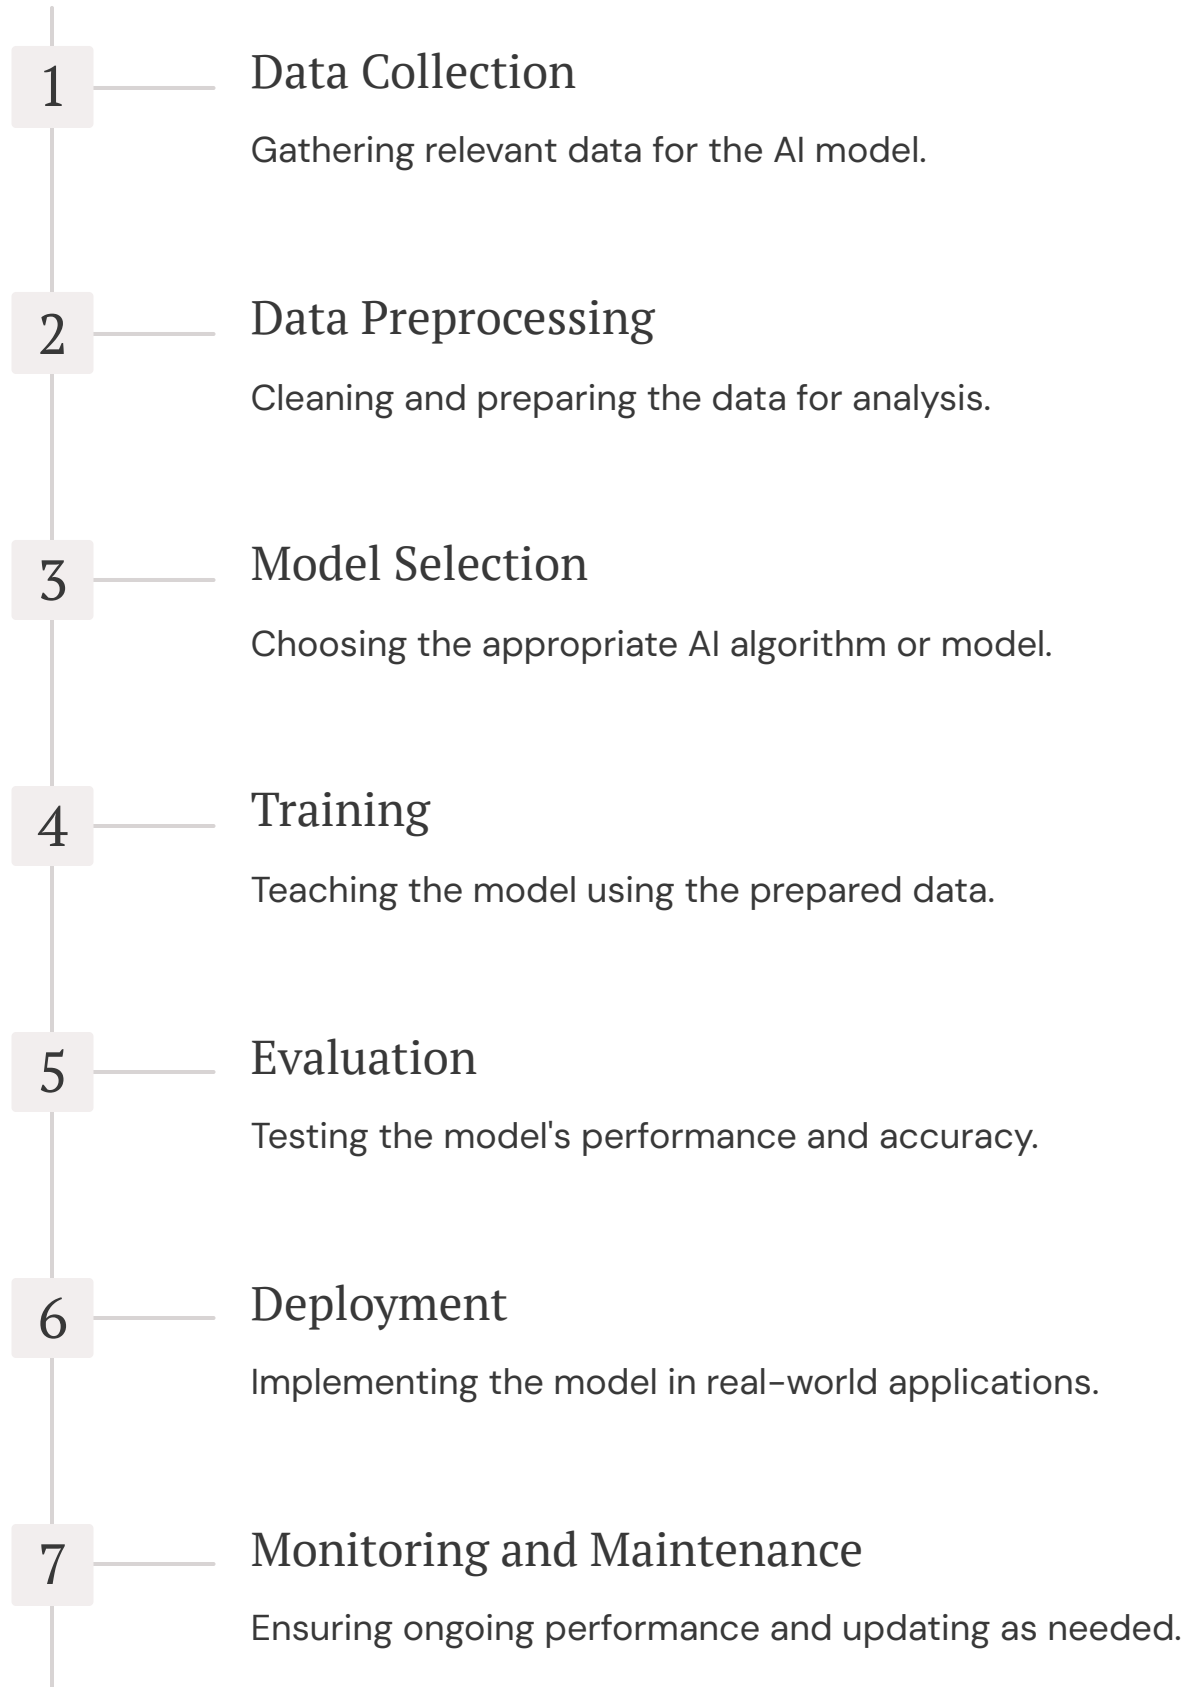 1
Data Collection
Gathering relevant data for the AI model.
2
Data Preprocessing
Cleaning and preparing the data for analysis.
3
Model Selection
Choosing the appropriate AI algorithm or model.
4
Training
Teaching the model using the prepared data.
5
Evaluation
Testing the model's performance and accuracy.
6
Deployment
Implementing the model in real-world applications.
7
Monitoring and Maintenance
Ensuring ongoing performance and updating as needed.